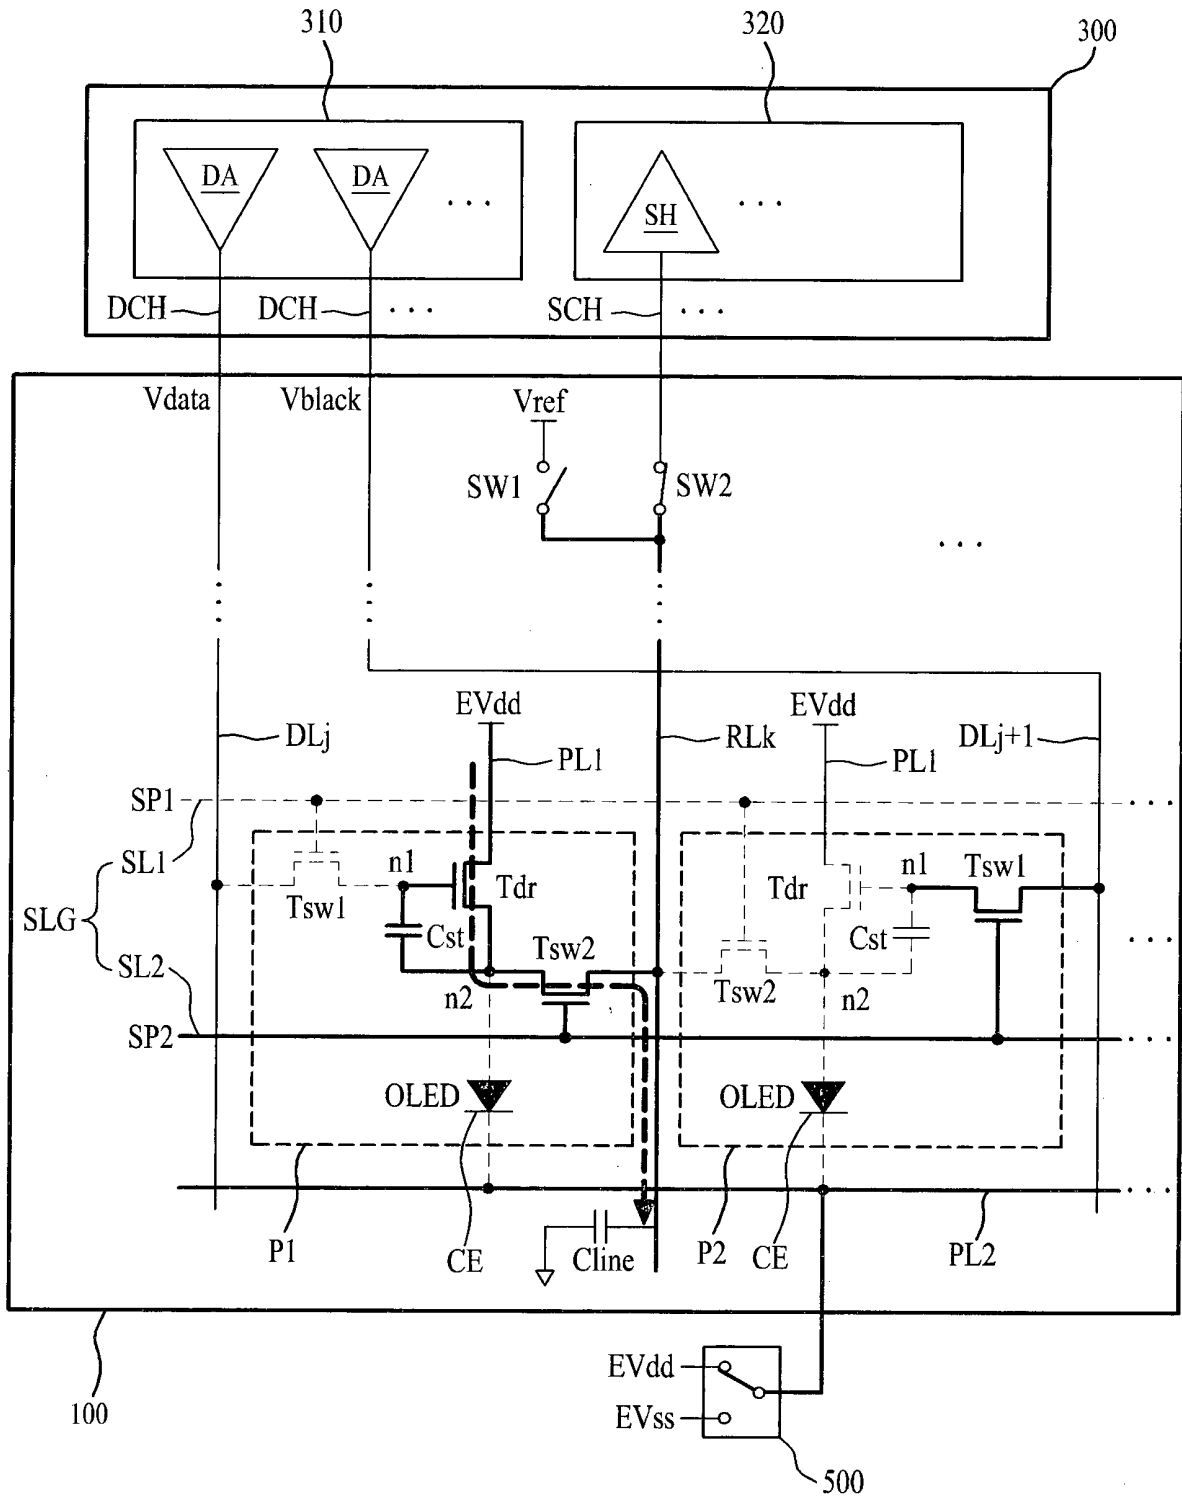 310 320 300
DA DA ... SH ...
DCH DCH ... SCH ...
Vdata Vblack Vref
SW1 SW2
...
EVdd EVdd
DLj RLk DLj+1
PL1 PL1
SP1 ...
SL1 n1 n1 Tsw1
Tdr Tdr
Tsw1
SLG Cst Tsw2 Cst ...
SL2 Tsw2
n2 n2
SP2 ...
OLED OLED
...
P1 CE Cline P2 CE PL2
100
EVdd
EVss
500